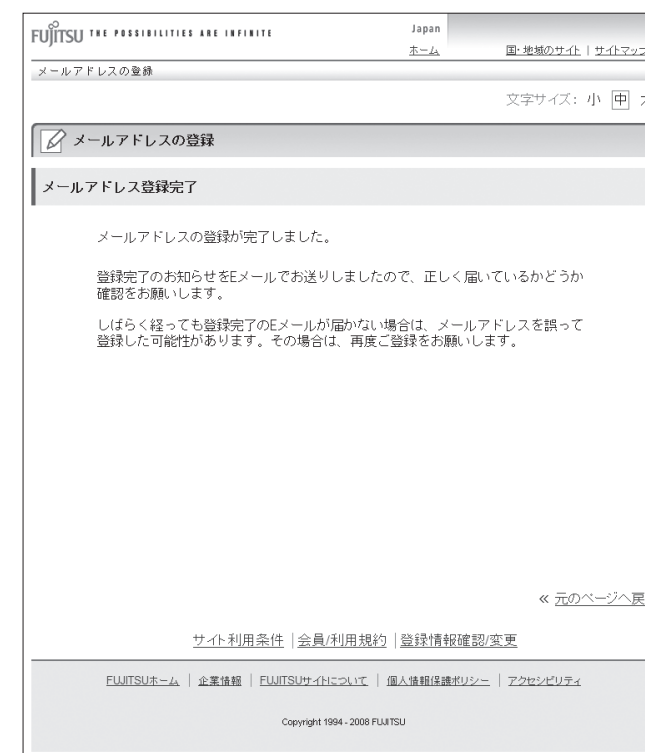 FUJITSU THE POSSIBILITIES ARE INFINITE
Japan
ホーム
国・地域のサイト | サイトマップ
メールアドレスの登録
文字サイズ: 小 中
メールアドレスの登録
メールアドレス登録完了
メールアドレスの登録が完了しました。
登録完了のお知らせをEメールでお送りしましたので、正しく届いているかどうか
確認をお願いします。
しばらく経っても登録完了のEメールが届かない場合は、メールアドレスを誤って
登録した可能性があります。その場合は、再度ご登録をお願いします。
« 元のページへ戻
サイト利用条件 | 会員/利用規約 | 登録情報確認/変更
FUJITSUホーム | 企業情報 | FUJITSUサイトについて | 個人情報保護ポリシー | アクセシビリティ
Copyright 1994 - 2008 FUJITSU